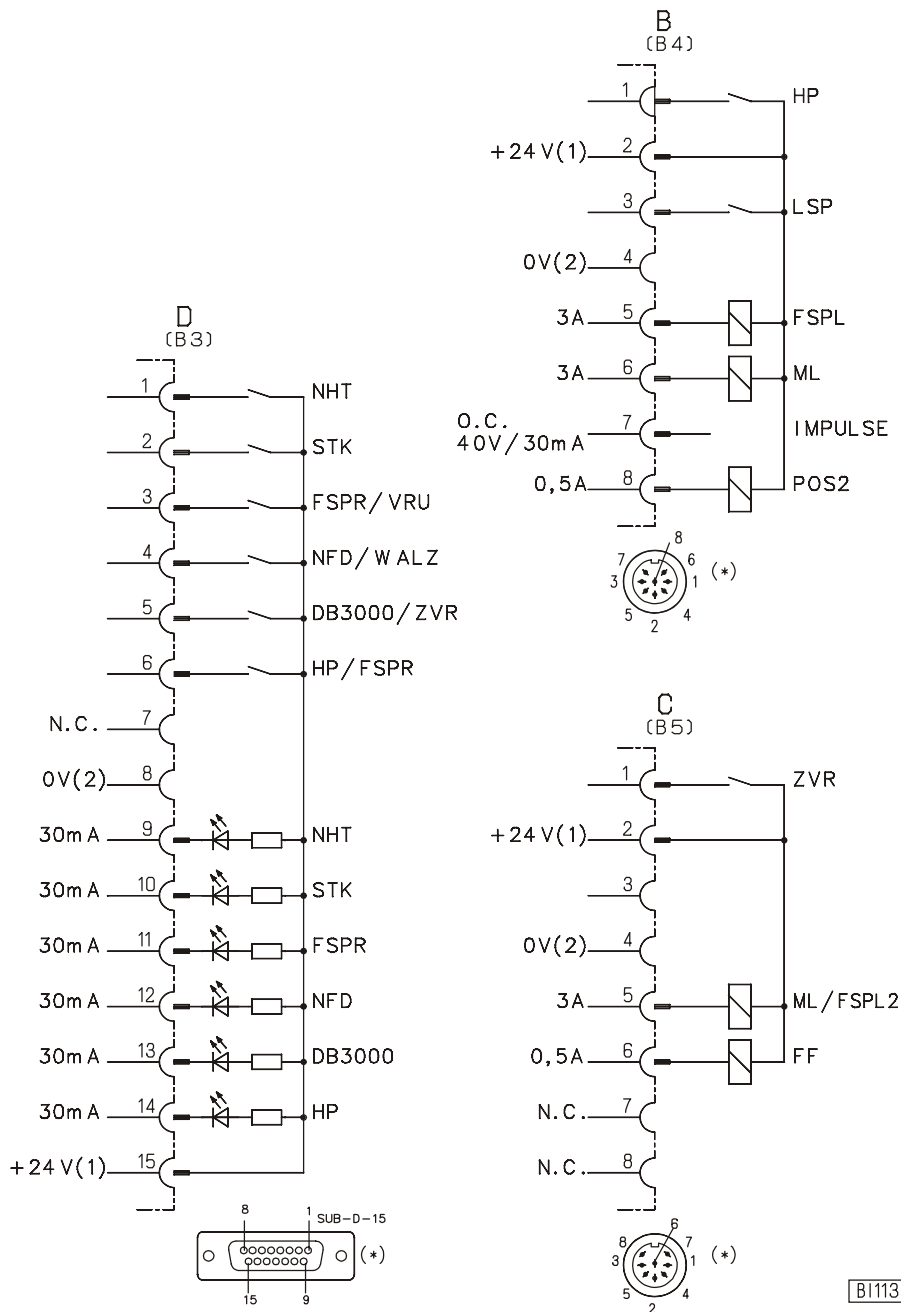 B
(B4)
1 HP
+24V(1) 2
3 LSP
0V(2) 4
3A 5 FSPL
3A 6 ML
O.C.
40V/30mA 7 IMPULSE
0,5A 8 POS2
8
7 6
3 1 (*)
5 4
2
D
(B3)
1 NHT
2 STK
3 FSPR/VRU
4 NFD/WALZ
5 DB3000/ZVR
6 HP/FSPR
N.C. 7
0V(2) 8
30mA 9 NHT
30mA 10 STK
30mA 11 FSPR
30mA 12 NFD
30mA 13 DB3000
30mA 14 HP
+24V(1) 15
8 1 SUB-D-15
(*)
15 9
C
(B5)
1 ZVR
+24V(1) 2
3
0V(2) 4
3A 5 ML/FSPL2
0,5A 6 FF
N.C. 7
N.C. 8
6
8 7
3 1 (*)
5 4
2
BI113